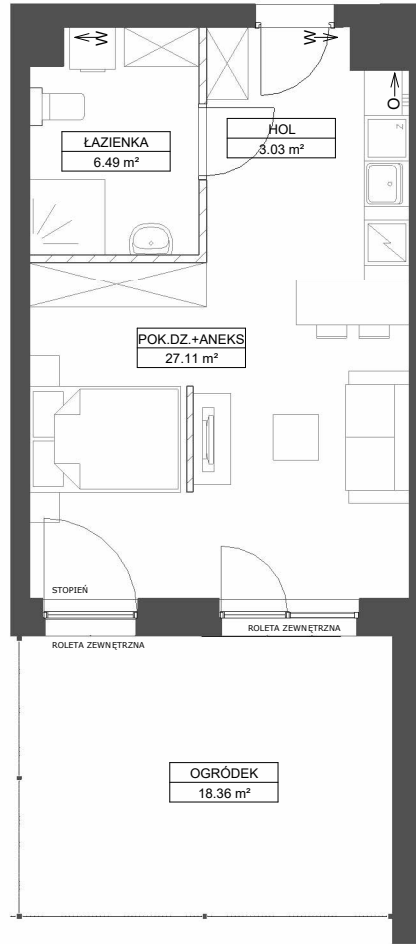 W
W
ŁAZIENKA
6.49 m²
HOL
3.03 m²
O
Z
POK.DZ.+ANEKS
27.11 m²
STOPIEŃ
ROLETA ZEWNĘTRZNA
ROLETA ZEWNĘTRZNA
OGRÓDEK
18.36 m²